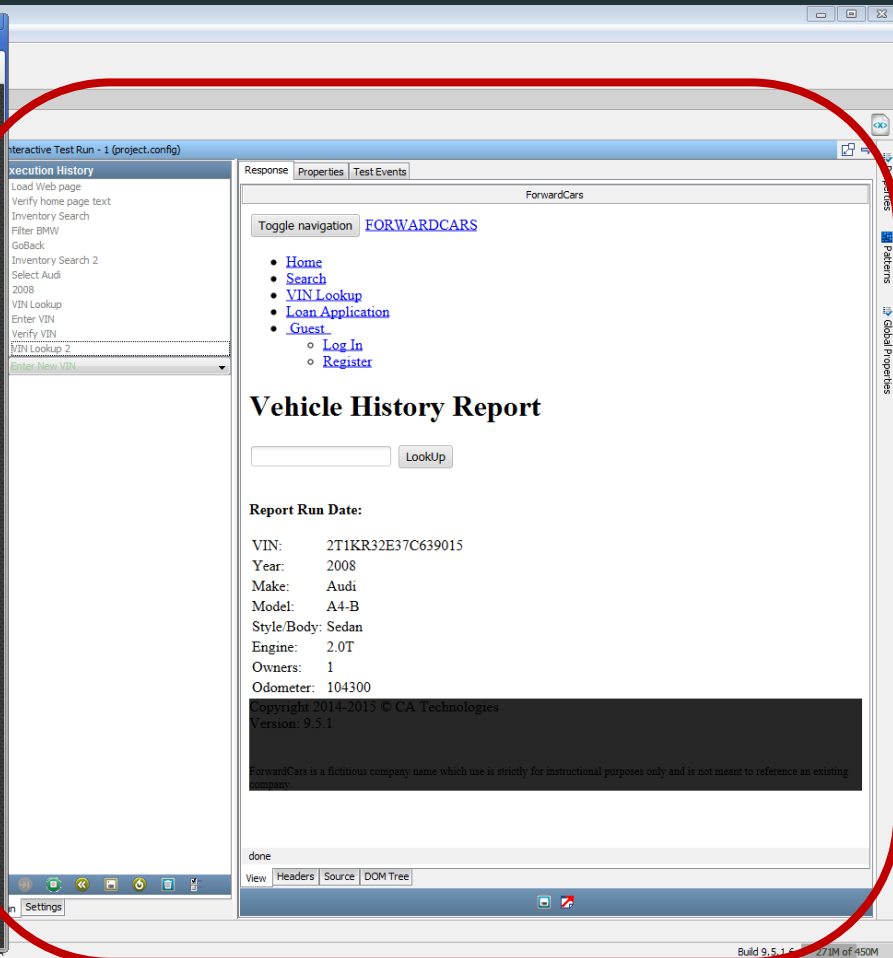 nteractive Test Run - 1 (project.config)
xecution History
Load Web page
Verify home page text
Inventory Search
Filter BMW
GoBack
Inventory Search 2
Select Audi
2008
VIN Lookup
Enter VIN
Verify VIN
VIN Lookup 2
Enter New VIN
Settings
Response Properties Test Events
ForwardCars
Toggle navigation FORWARDCARS
Home
Search
VIN Lookup
Loan Application
Guest
Log In
Register
Vehicle History Report
LookUp
Report Run Date:
VIN: 2T1KR32E37C639015
Year: 2008
Make: Audi
Model: A4-B
Style/Body: Sedan
Engine: 2.0T
Owners: 1
Odometer: 104300
Copyright 2014-2015 © CA Technologies
Version: 9.5.1
ForwardCars is a fictitious company name which use is strictly for instructional purposes only and is not meant to reference an existing
company.
done
View Headers Source DOM Tree
Patterns
Global Properties
Build 9.5.1.6 271M of 450M